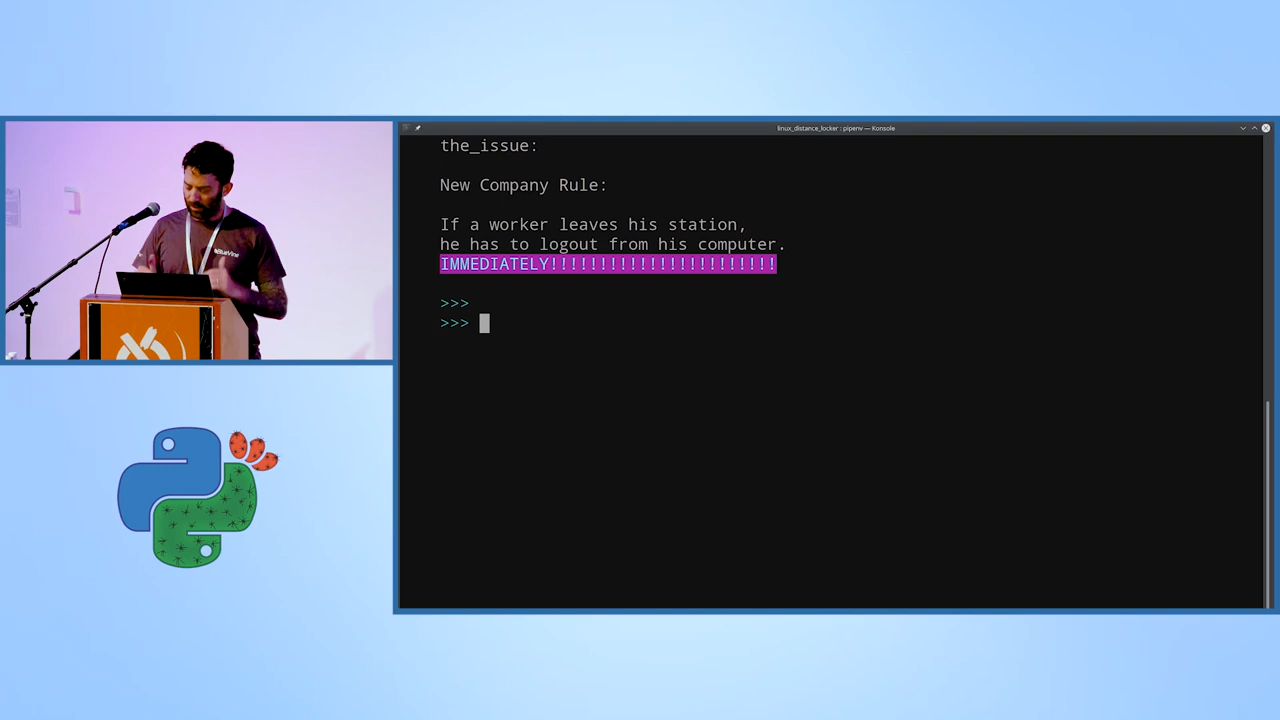 linux_distance_locker : pipenv — Konsole
the_issue:
New Company Rule:
If a worker leaves his station,
he has to logout from his computer.
IMMEDIATELY!!!!!!!!!!!!!!!!!!!!!!!
>>>
>>>
BlueVine